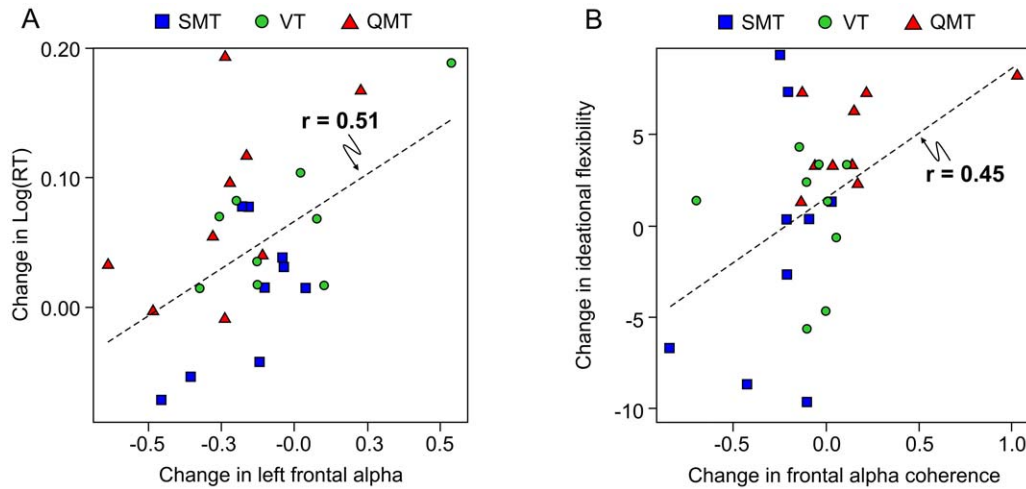 A
SMT VT QMT
Change in Log(RT)
0.20
0.10
0.00
r = 0.51
-0.5 -0.3 -0.0 0.3 0.5
Change in left frontal alpha
B
SMT VT QMT
Change in ideational flexibility
5
0
-5
-10
r = 0.45
-0.5 0.0 0.5 1.0
Change in frontal alpha coherence